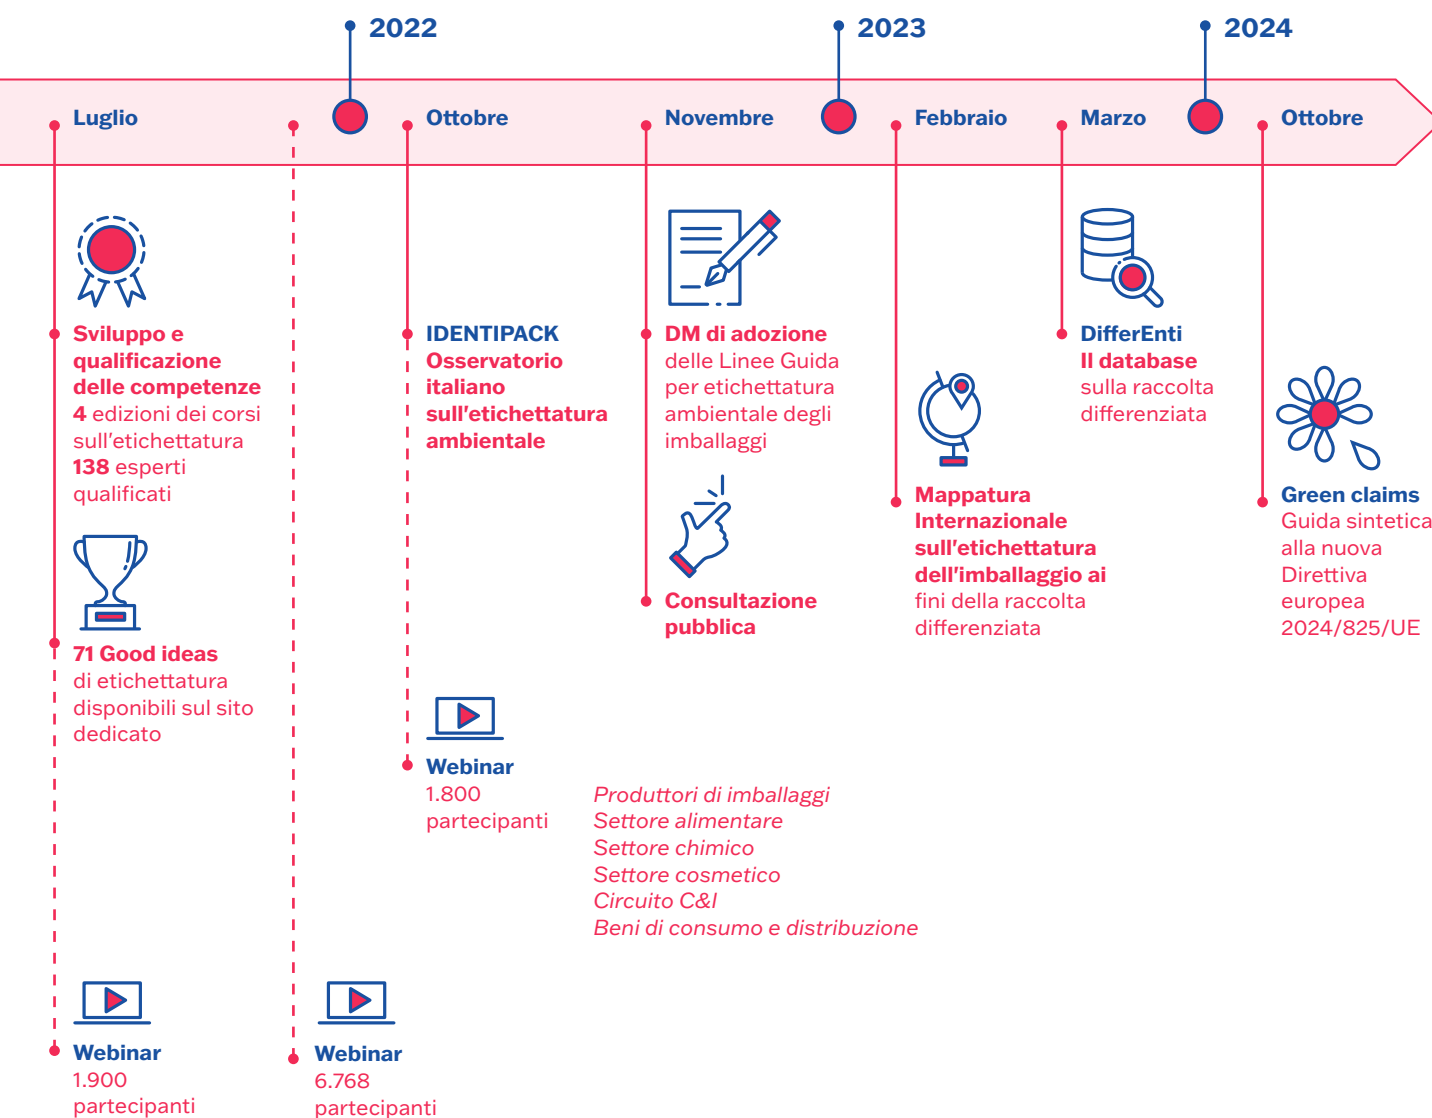 2022
2023
2024
Luglio
Ottobre
Novembre
Febbraio
Marzo
Ottobre
Sviluppo e
qualificazione
delle competenze
4 edizioni dei corsi
sull'etichettatura
138 esperti
qualificati
71 Good ideas
di etichettatura
disponibili sul sito
dedicato
Webinar
1.900
partecipanti
Webinar
6.768
partecipanti
IDENTIPACK
Osservatorio
italiano
sull'etichettatura
ambientale
Webinar
1.800
partecipanti
Produttori di imballaggi
Settore alimentare
Settore chimico
Settore cosmetico
Circuito C&I
Beni di consumo e distribuzione
DM di adozione
delle Linee Guida
per etichettatura
ambientale degli
imballaggi
Consultazione
pubblica
Mappatura
Internazionale
sull'etichettatura
dell'imballaggio ai
fini della raccolta
differenziata
DifferEnti
Il database
sulla raccolta
differenziata
Green claims
Guida sintetica
alla nuova
Direttiva
europea
2024/825/UE